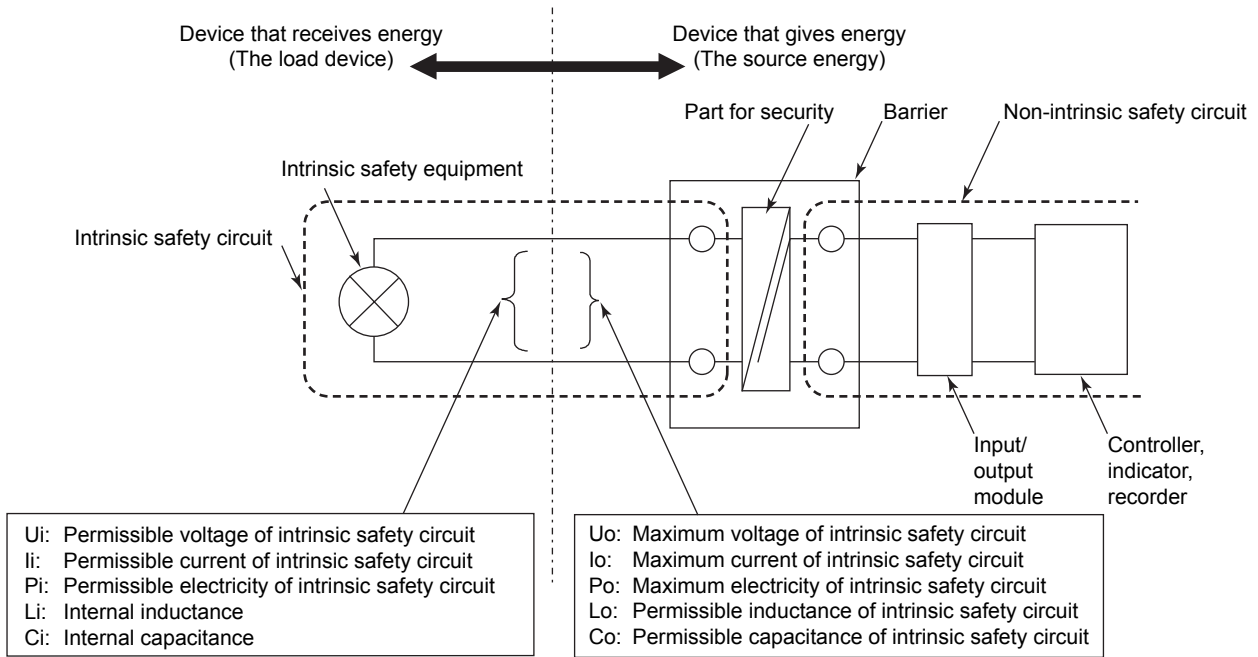 Device that receives energy
(The load device)
Device that gives energy
(The source energy)
Part for security
Barrier
Non-intrinsic safety circuit
Intrinsic safety equipment
Intrinsic safety circuit
Input/
output
module
Controller,
indicator,
recorder
Ui: Permissible voltage of intrinsic safety circuit
Ii: Permissible current of intrinsic safety circuit
Pi: Permissible electricity of intrinsic safety circuit
Li: Internal inductance
Ci: Internal capacitance
Uo: Maximum voltage of intrinsic safety circuit
Io: Maximum current of intrinsic safety circuit
Po: Maximum electricity of intrinsic safety circuit
Lo: Permissible inductance of intrinsic safety circuit
Co: Permissible capacitance of intrinsic safety circuit